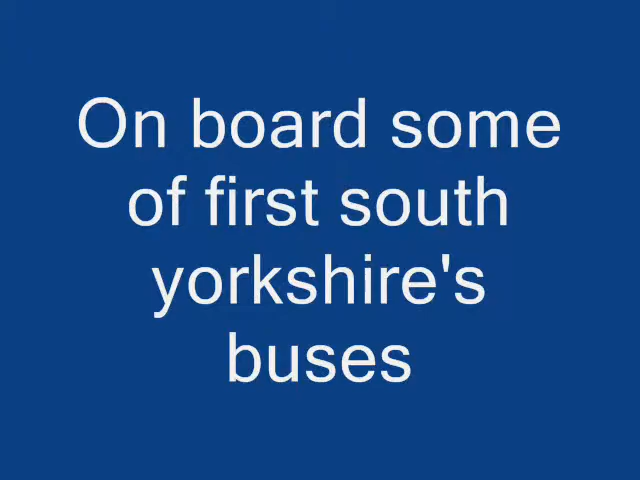 On board some
of first south
yorkshire's
buses